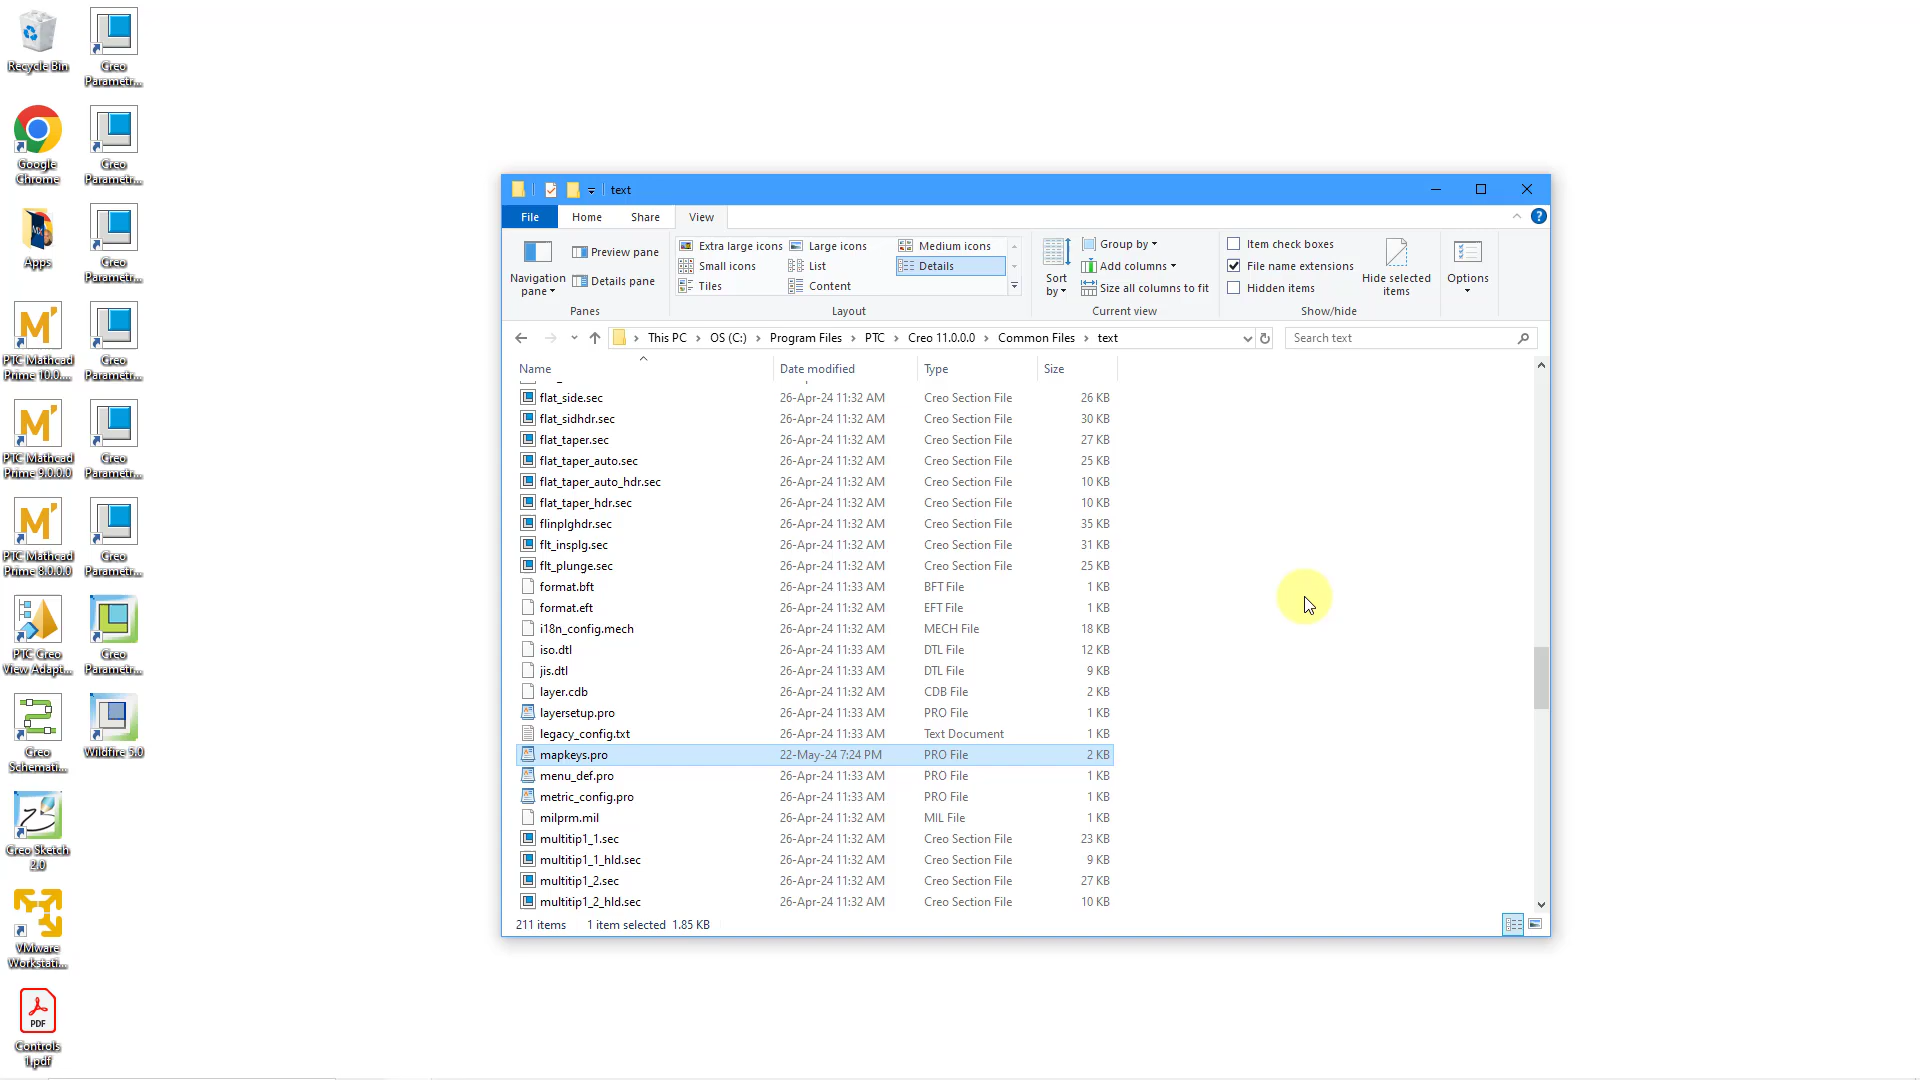 Recycle Bin
Creo Parametr...
Google Chrome
Creo Parametr...
Apps
Creo Parametr...
PTC Mathcad Prime 10.0....
Creo Parametr...
PTC Mathcad Prime 9.0.0.0
Creo Parametr...
PTC Mathcad Prime 8.0.0.0
Creo Parametr...
PTC Creo View Adapt...
Creo Parametr...
Creo Schemati...
Wildfire 5.0
Creo Sketch 2.0
VMware Workstati...
PDF
Controls 1.pdf
text
File Home Share View
Navigation pane
Preview pane
Details pane
Panes
Extra large icons Large icons Medium icons
Small icons List Details
Tiles Content
Layout
Sort by
Group by
Add columns
Size all columns to fit
Current view
Item check boxes
File name extensions
Hidden items
Hide selected items
Show/hide
Options
This PC OS (C:) Program Files PTC Creo 11.0.0.0 Common Files text
Search text
Name Date modified Type Size
flat_side.sec 26-Apr-24 11:32 AM Creo Section File 26 KB
flat_sidhdr.sec 26-Apr-24 11:32 AM Creo Section File 30 KB
flat_taper.sec 26-Apr-24 11:32 AM Creo Section File 27 KB
flat_taper_auto.sec 26-Apr-24 11:32 AM Creo Section File 25 KB
flat_taper_auto_hdr.sec 26-Apr-24 11:32 AM Creo Section File 10 KB
flat_taper_hdr.sec 26-Apr-24 11:32 AM Creo Section File 10 KB
flinplghdr.sec 26-Apr-24 11:32 AM Creo Section File 35 KB
flt_insplg.sec 26-Apr-24 11:32 AM Creo Section File 31 KB
flt_plunge.sec 26-Apr-24 11:32 AM Creo Section File 25 KB
format.bft 26-Apr-24 11:33 AM BFT File 1 KB
format.eft 26-Apr-24 11:32 AM EFT File 1 KB
i18n_config.mech 26-Apr-24 11:32 AM MECH File 18 KB
iso.dtl 26-Apr-24 11:33 AM DTL File 12 KB
jis.dtl 26-Apr-24 11:33 AM DTL File 9 KB
layer.cdb 26-Apr-24 11:32 AM CDB File 2 KB
layersetup.pro 26-Apr-24 11:33 AM PRO File 1 KB
legacy_config.txt 26-Apr-24 11:33 AM Text Document 1 KB
mapkeys.pro 22-May-24 7:24 PM PRO File 2 KB
menu_def.pro 26-Apr-24 11:33 AM PRO File 1 KB
metric_config.pro 26-Apr-24 11:33 AM PRO File 1 KB
milprm.mil 26-Apr-24 11:32 AM MIL File 1 KB
multitip1_1.sec 26-Apr-24 11:32 AM Creo Section File 23 KB
multitip1_1_hld.sec 26-Apr-24 11:32 AM Creo Section File 9 KB
multitip1_2.sec 26-Apr-24 11:32 AM Creo Section File 27 KB
multitip1_2_hld.sec 26-Apr-24 11:32 AM Creo Section File 10 KB
211 items 1 item selected 1.85 KB